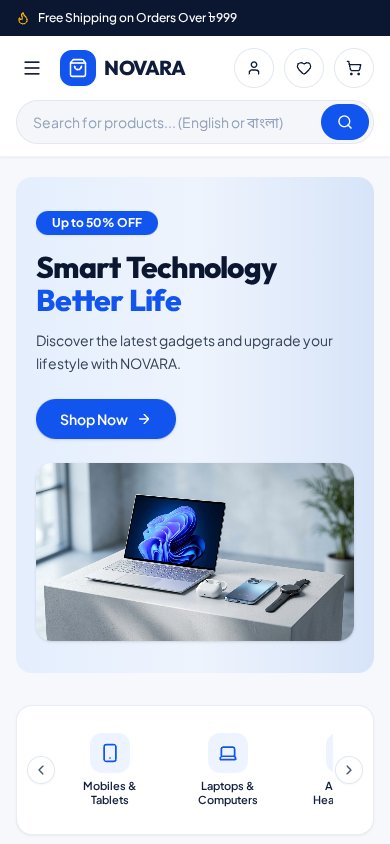 Free Shipping on Orders Over ৳999
NOVARA
Search for products... (English or বাংলা)
Up to 50% OFF
Smart Technology
Better Life
Discover the latest gadgets and upgrade your
lifestyle with NOVARA.
Shop Now
Mobiles &
Tablets
Laptops &
Computers